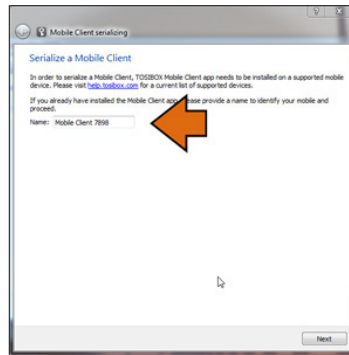 Mobile Client serializing
Serialize a Mobile Client
In order to serialize a Mobile Client, TOSIBOX Mobile Client app needs to be installed on a supported mobile
device. Please visit help.tosibox.com for a current list of supported devices.
If you already have installed the Mobile Client app, please provide a name to identify your mobile and
proceed.
Name: Mobile Client 7898
Next